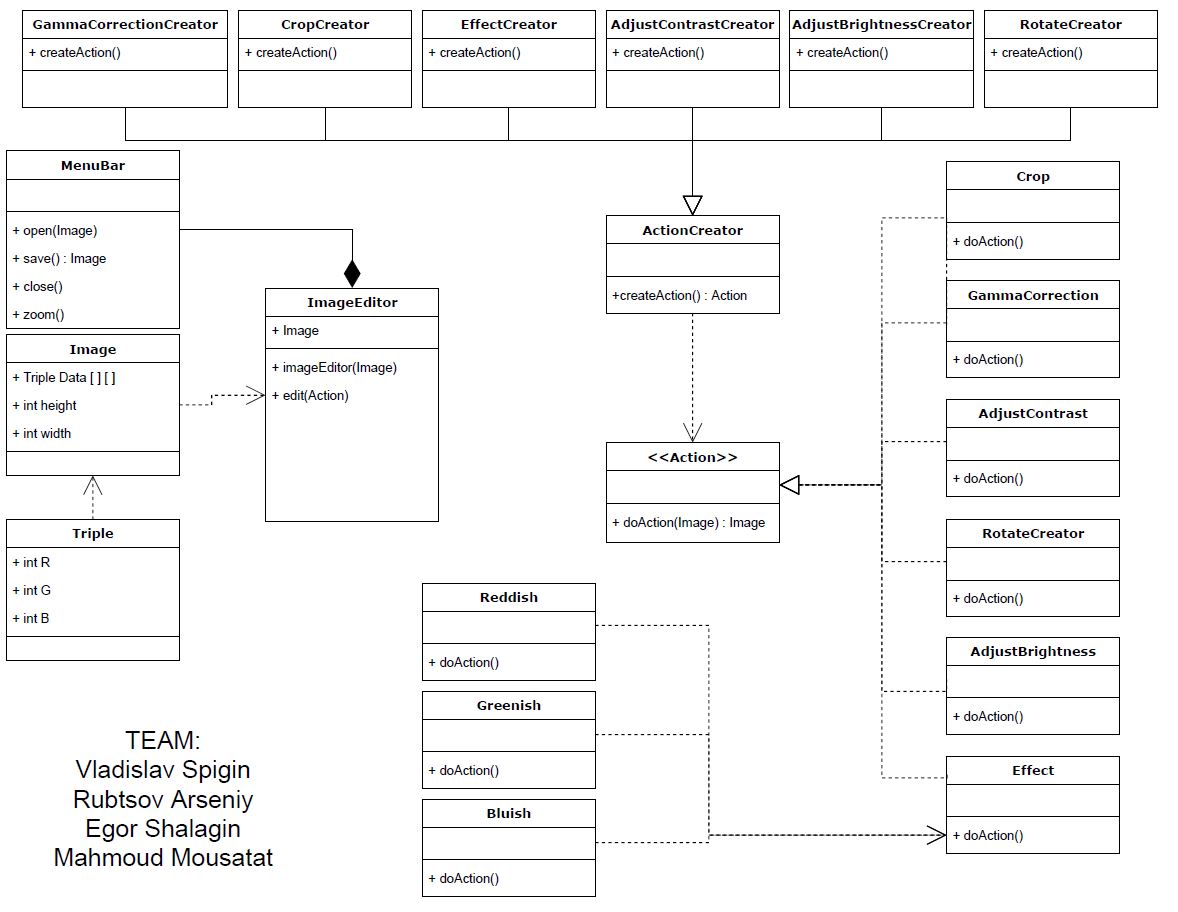 GammaCorrectionCreator
+ createAction()
CropCreator
+ createAction()
EffectCreator
+ createAction()
AdjustContrastCreator
+ createAction()
AdjustBrightnessCreator
+ createAction()
RotateCreator
+ createAction()
MenuBar
+ open(Image)
+ save() : Image
+ close()
+ zoom()
Image
+ Triple Data [ ] [ ]
+ int height
+ int width
Triple
+ int R
+ int G
+ int B
ImageEditor
+ Image
+ imageEditor(Image)
+ edit(Action)
ActionCreator
+createAction() : Action
<<Action>>
+ doAction(Image) : Image
Crop
+ doAction()
GammaCorrection
+ doAction()
AdjustContrast
+ doAction()
RotateCreator
+ doAction()
AdjustBrightness
+ doAction()
Effect
+ doAction()
Reddish
+ doAction()
Greenish
+ doAction()
Bluish
+ doAction()
TEAM:
Vladislav Spigin
Rubtsov Arseniy
Egor Shalagin
Mahmoud Mousatat